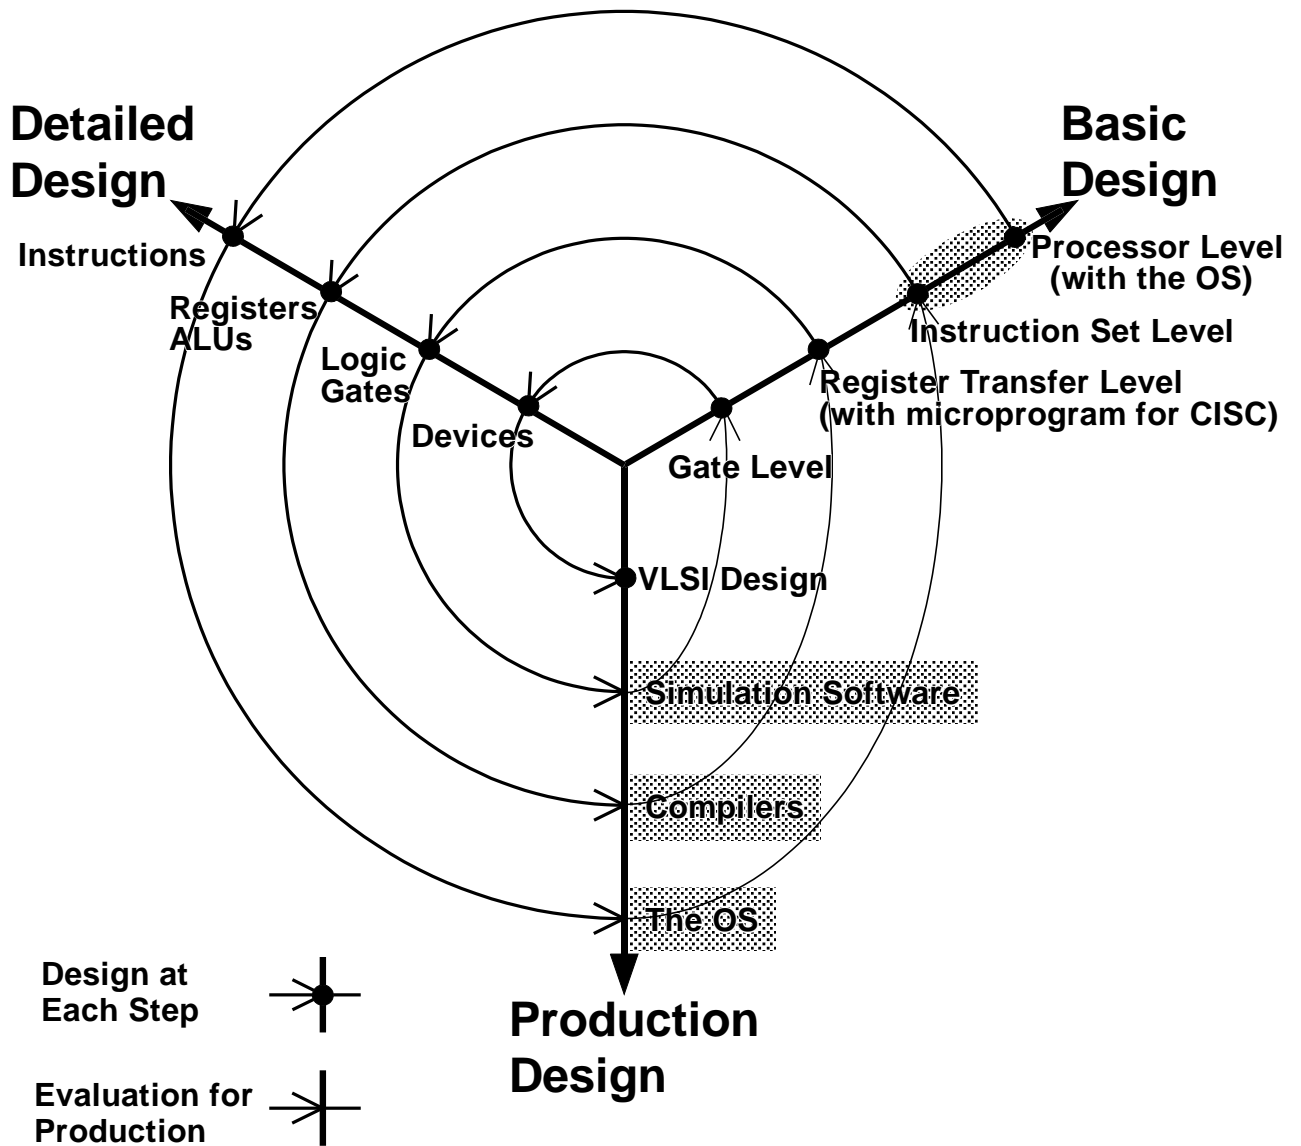 Detailed
Design
Basic
Design
Instructions
Processor Level
(with the OS)
Registers
ALUs
Instruction Set Level
Logic
Gates
Register Transfer Level
(with microprogram for CISC)
Devices
Gate Level
VLSI Design
Simulation Software
Compilers
The OS
Design at
Each Step
Production
Design
Evaluation for
Production